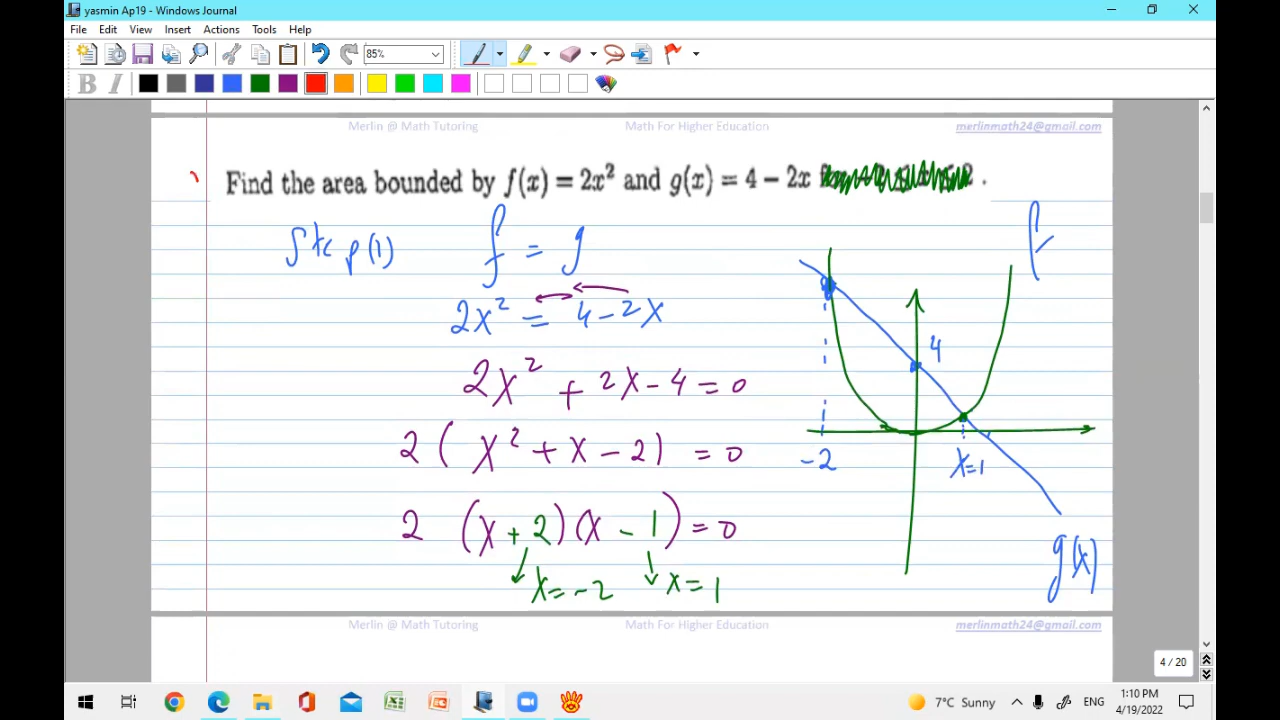 yasmin Ap19 - Windows Journal
File Edit View Insert Actions Tools Help
85%
B I
Merlin @ Math Tutoring Math For Higher Education merlinmath24@gmail.com
Find the area bounded by f(x) = 2x² and g(x) = 4 − 2x .
Step(1) f = g
2x² = 4 − 2x
2x² + 2x − 4 = 0
2 ( x² + x − 2) = 0
2 (x + 2)(x − 1) = 0
x = −2 x = 1
f
4
−2 x=1
g(x)
Merlin @ Math Tutoring Math For Higher Education merlinmath24@gmail.com
4 / 20
7°C Sunny
1:10 PM
4/19/2022